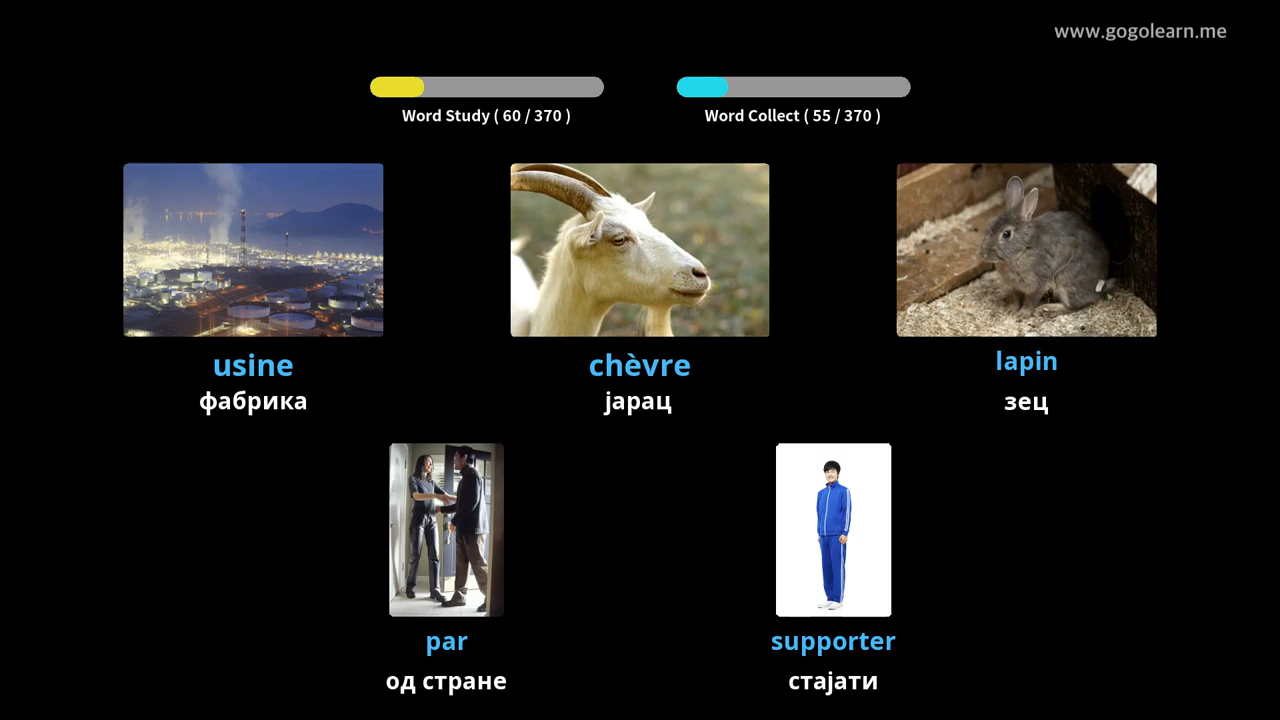 www.gogolearn.me
Word Study ( 60 / 370 )
Word Collect ( 55 / 370 )
usine
фабрика
chèvre
јарац
lapin
зец
par
од стране
supporter
стајати